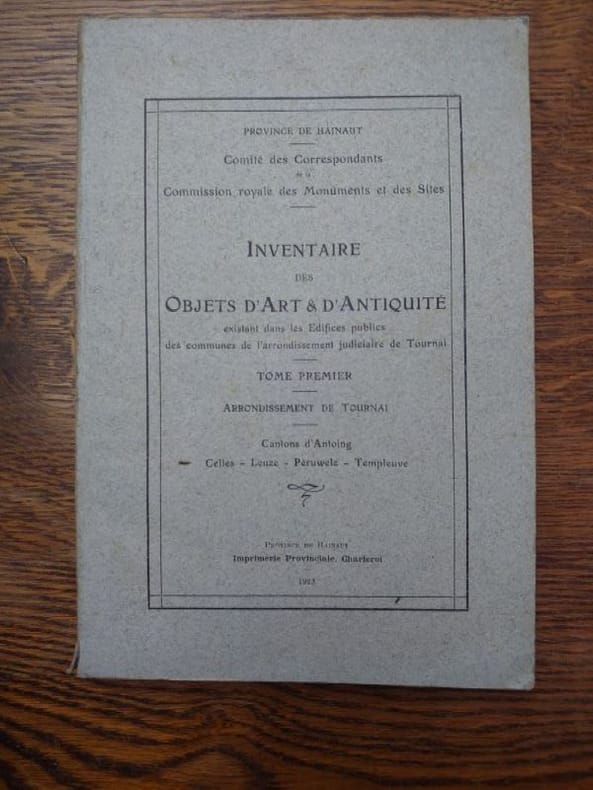 PROVINCE DE HAINAUT
Comité des Correspondants
de la
Commission royale des Monuments et des Sites
INVENTAIRE
DES
OBJETS D'ART & D'ANTIQUITÉ
existant dans les Edifices publics
des communes de l'arrondissement judiciaire de Tournai
TOME PREMIER
ARRONDISSEMENT DE TOURNAI
Cantons d'Antoing
Celles - Leuze - Péruwelz - Templeuve
PROVINCE DE HAINAUT
Imprimerie Provinciale, Charleroi